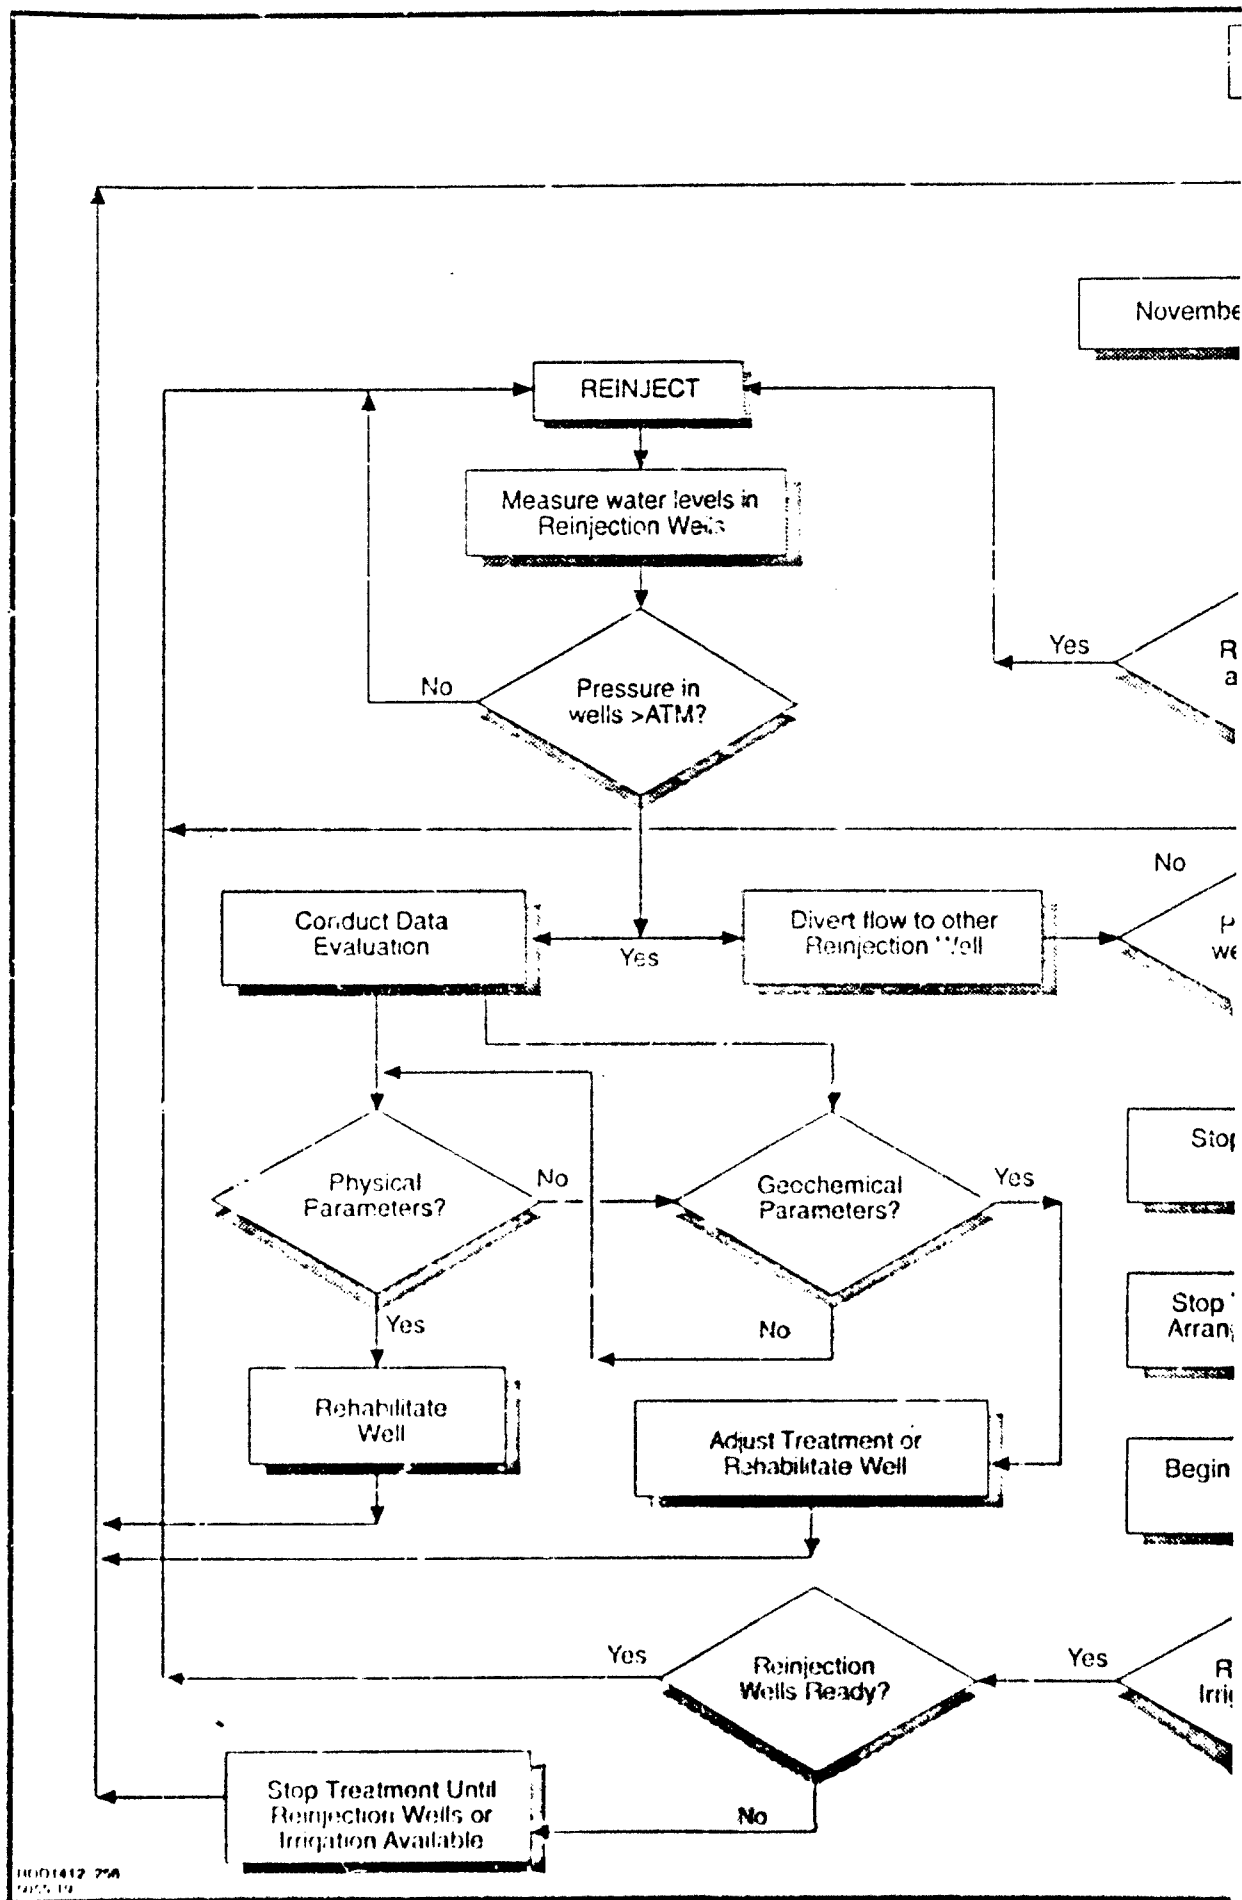 Novembe
REINJECT
Measure water levels in
Reinjection Wells
Yes
R
a
No
Pressure in
wells >ATM?
No
Conduct Data
Evaluation
Yes
Divert flow to other
Reinjection Well
P
we
Stop
Physical
Parameters?
No
Geochemical
Parameters?
Yes
Yes
No
Stop
Arrang
Rehabilitate
Well
Adjust Treatment or
Rehabilitate Well
Begin
Yes
Reinjection
Wells Ready?
Yes
R
Irrig
Stop Treatment Until
Reinjection Wells or
Irrigation Available
No